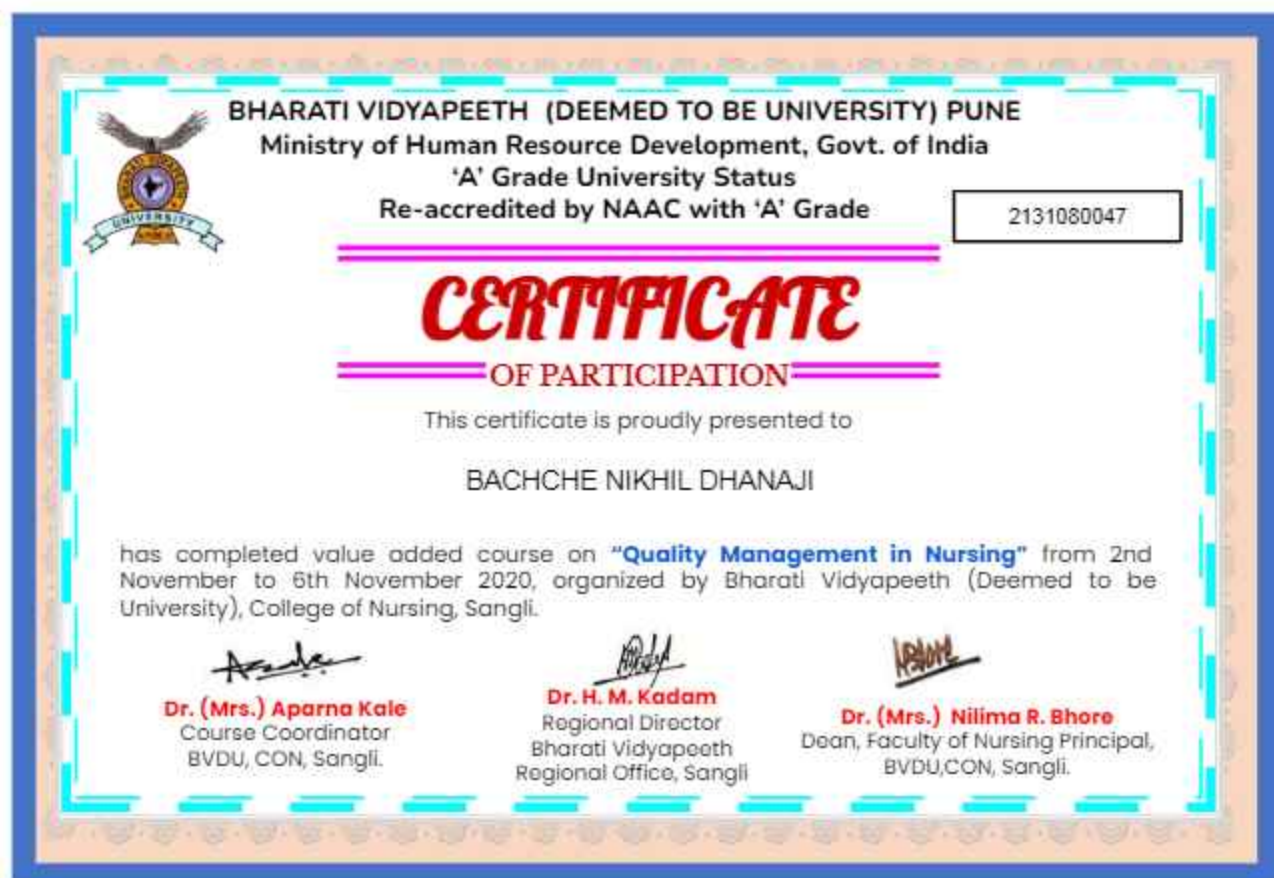 BHARATI VIDYAPEETH (DEEMED TO BE UNIVERSITY) PUNE
Ministry of Human Resource Development, Govt. of India
‘A’ Grade University Status
Re-accredited by NAAC with ‘A’ Grade
2131080047
BHARATI VIDYAPEETH
UNIVERSITY
CERTIFICATE
OF PARTICIPATION
This certificate is proudly presented to
BACHCHE NIKHIL DHANAJI
has completed value added course on “Quality Management in Nursing” from 2nd
November to 6th November 2020, organized by Bharati Vidyapeeth (Deemed to be
University), College of Nursing, Sangli.
Dr. (Mrs.) Aparna Kale
Course Coordinator
BVDU, CON, Sangli.
Dr. H. M. Kadam
Regional Director
Bharati Vidyapeeth
Regional Office, Sangli
Dr. (Mrs.) Nilima R. Bhore
Dean, Faculty of Nursing Principal,
BVDU,CON, Sangli.